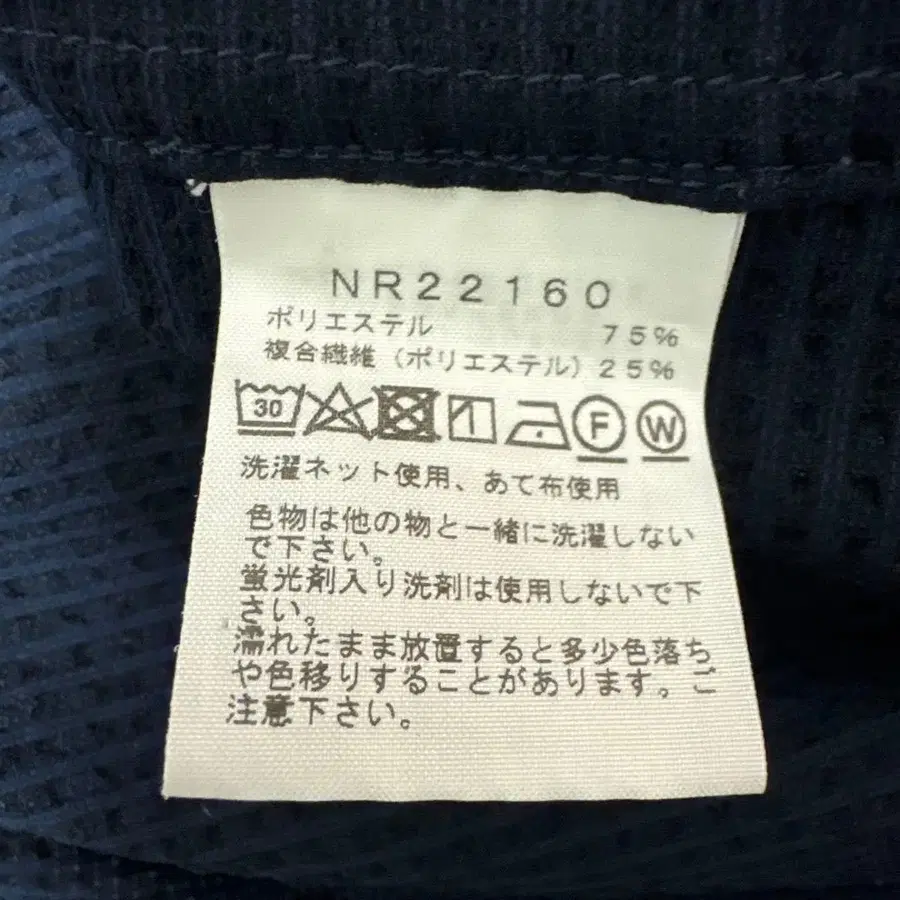 NR22160
ポリエステル 75%
複合繊維(ポリエステル)25%
30 F W
洗濯ネット使用、あて布使用
色物は他の物と一緒に洗濯しない
で下さい。
蛍光剤入り洗剤は使用しないで下
さい。
濡れたまま放置すると多少色落ち
や色移りすることがあります。ご
注意下さい。